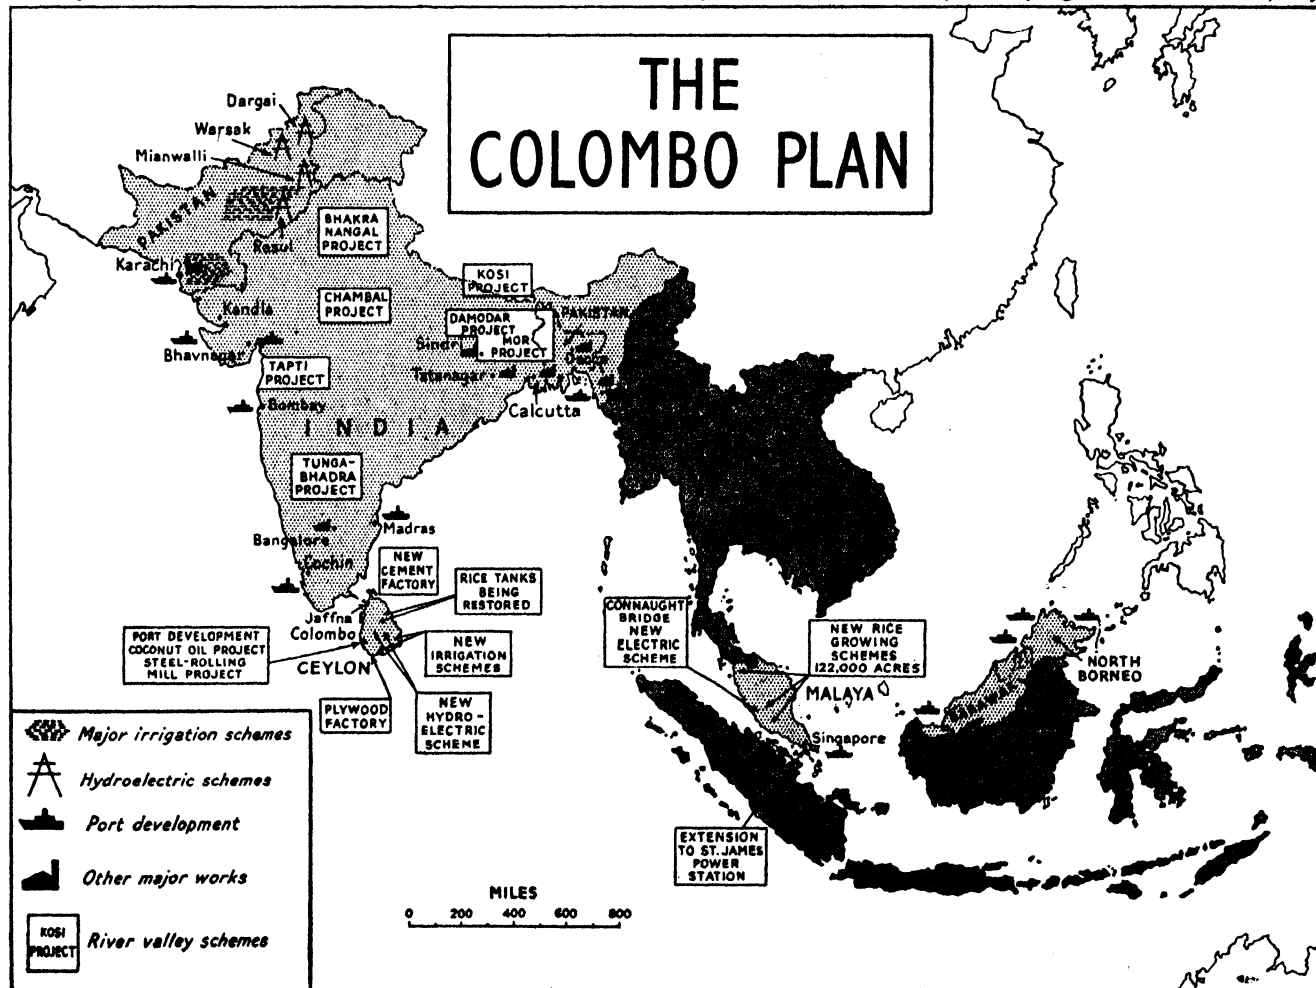 THE
COLOMBO PLAN
Dargai
Warsak
Mianwalli
PAKISTAN
Rasul
Karachi
BHAKRA
NANGAL
PROJECT
CHAMBAL
PROJECT
Kandla
Bhavnagar
TAPTI
PROJECT
Bombay
KOSI
PROJECT
DAMODAR
PROJECT
MOR
PROJECT
PAKISTAN
Sindri
Dacca
Tatanagar
Calcutta
INDIA
TUNGA-
BHADRA
PROJECT
Madras
Bangalore
Cochin
NEW
CEMENT
FACTORY
RICE TANKS
BEING
RESTORED
Jaffna
Colombo
CEYLON
PORT DEVELOPMENT
COCONUT OIL PROJECT
STEEL-ROLLING
MILL PROJECT
NEW
IRRIGATION
SCHEMES
PLYWOOD
FACTORY
NEW
HYDRO-
ELECTRIC
SCHEME
CONNAUGHT
BRIDGE
NEW
ELECTRIC
SCHEME
NEW RICE
GROWING
SCHEMES
122,000 ACRES
MALAYA
Singapore
NORTH
BORNEO
SARAWAK
EXTENSION
TO ST. JAMES
POWER
STATION
Major irrigation schemes
Hydroelectric schemes
Port development
Other major works
KOSI
PROJECT
River valley schemes
MILES
0 200 400 600 800